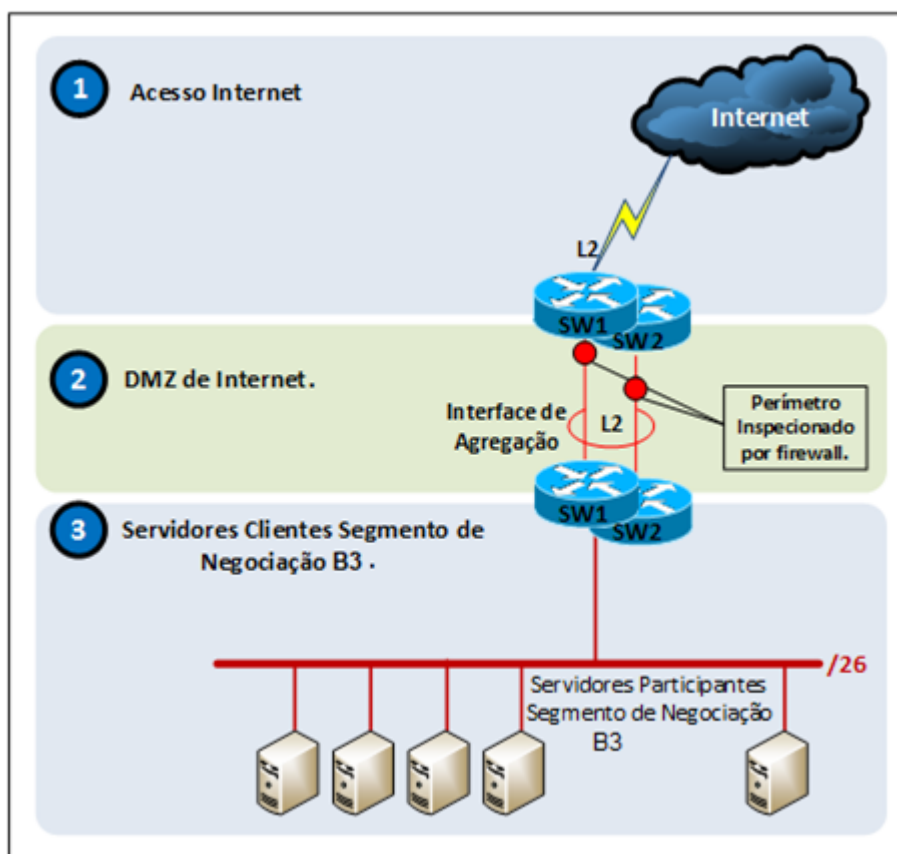 1
Acesso Internet
Internet
L2
SW1
SW2
2
DMZ de Internet.
Interface de
Agregação
L2
Perímetro
Inspecionado
por firewall.
SW1
SW2
3
Servidores Clientes Segmento de
Negociação B3 .
/26
Servidores Participantes
Segmento de Negociação
B3